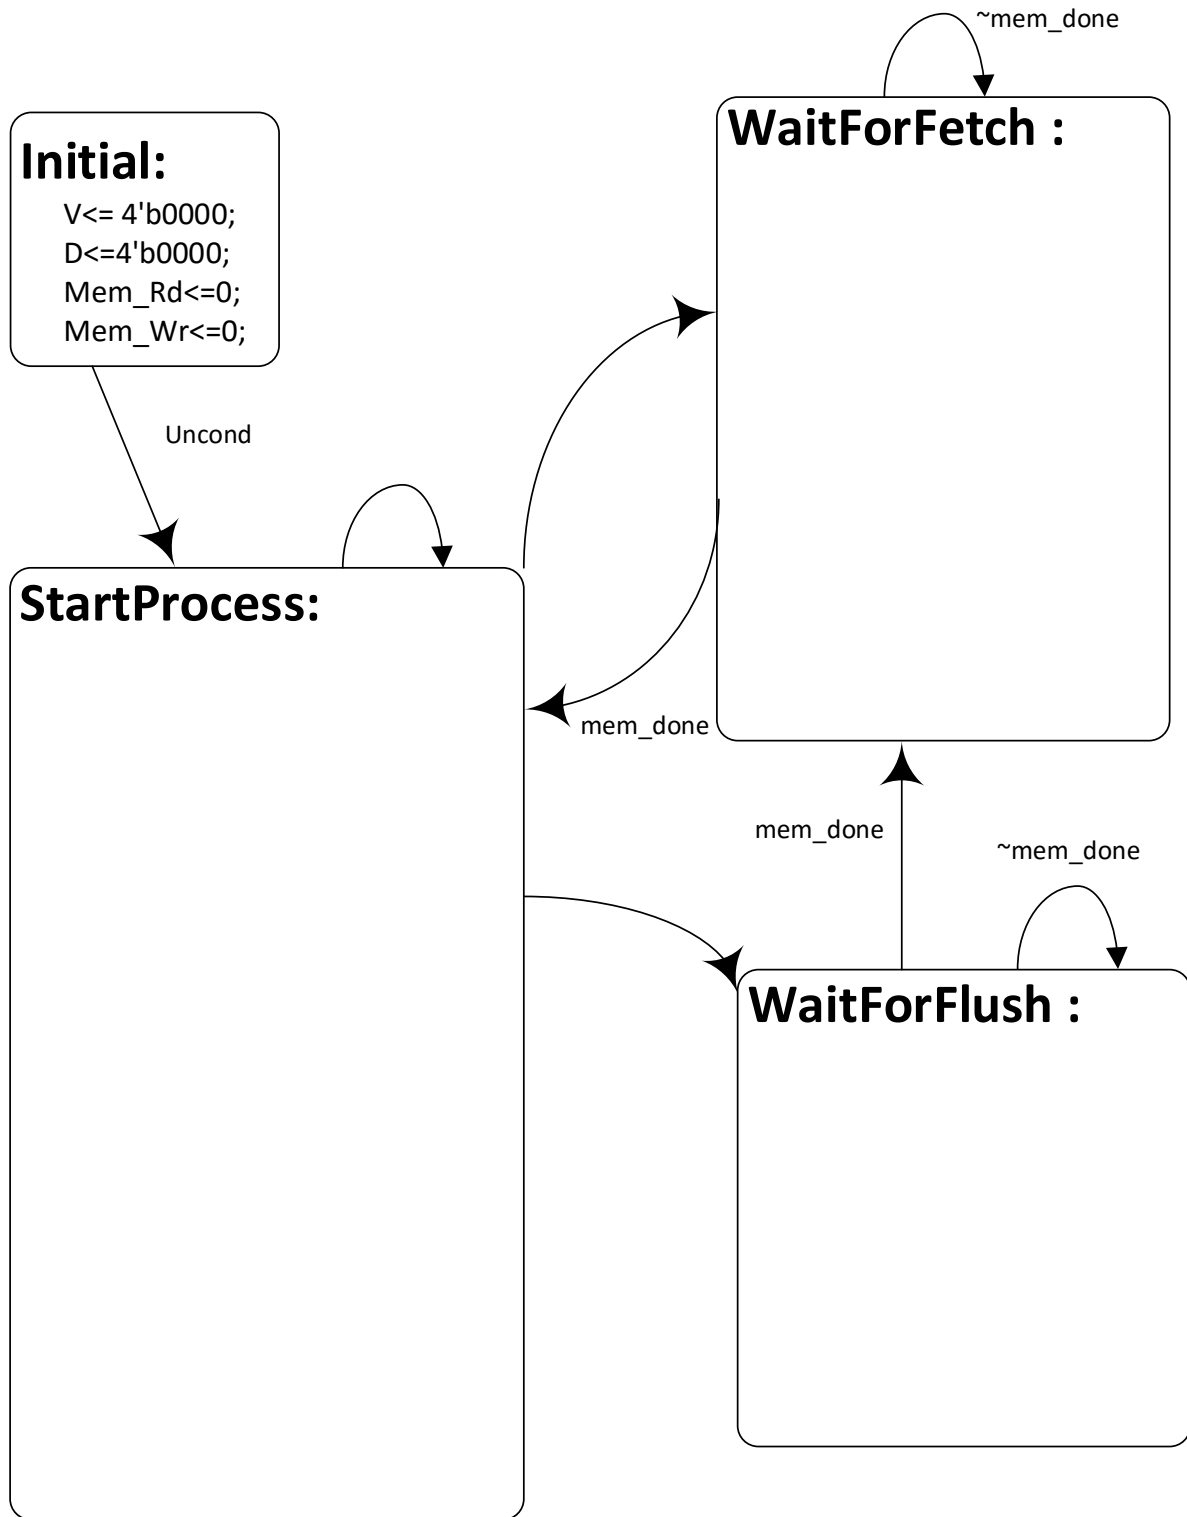 ~mem_done
WaitForFetch :
Initial:
V<= 4'b0000;
D<=4'b0000;
Mem_Rd<=0;
Mem_Wr<=0;
Uncond
StartProcess:
mem_done
mem_done
~mem_done
WaitForFlush :